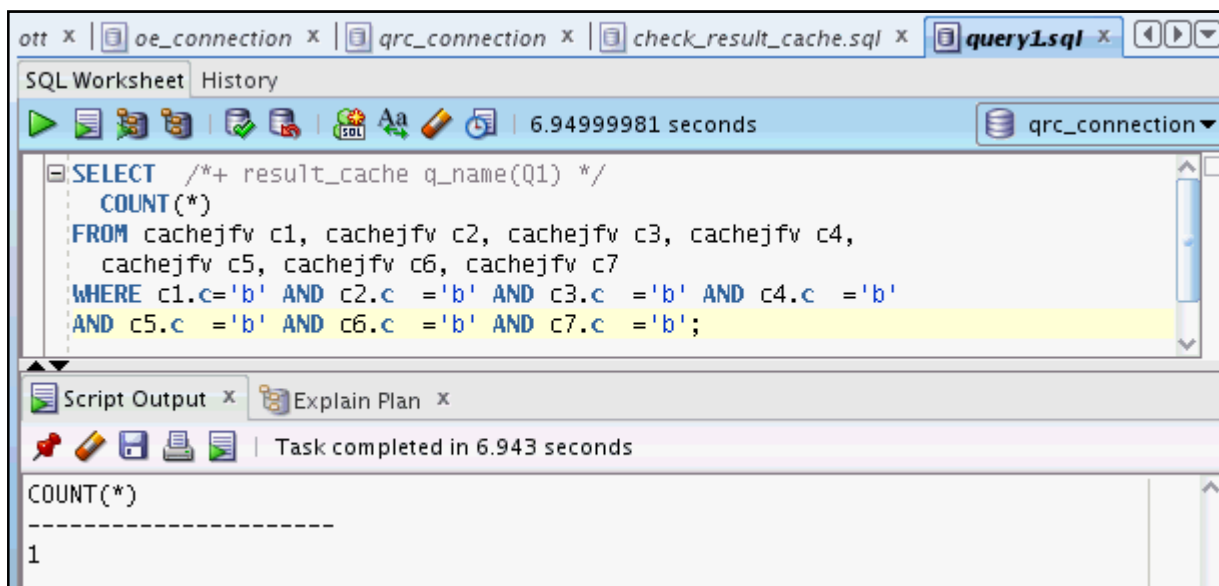 ott x oe_connection x qrc_connection x check_result_cache.sql x query1.sql x
SQL Worksheet History
6.94999981 seconds qrc_connection
SELECT /*+ result_cache q_name(Q1) */
COUNT(*)
FROM cachejfv c1, cachejfv c2, cachejfv c3, cachejfv c4,
cachejfv c5, cachejfv c6, cachejfv c7
WHERE c1.c='b' AND c2.c ='b' AND c3.c ='b' AND c4.c ='b'
AND c5.c ='b' AND c6.c ='b' AND c7.c ='b';
Script Output x Explain Plan x
Task completed in 6.943 seconds
COUNT(*)
----------------------
1